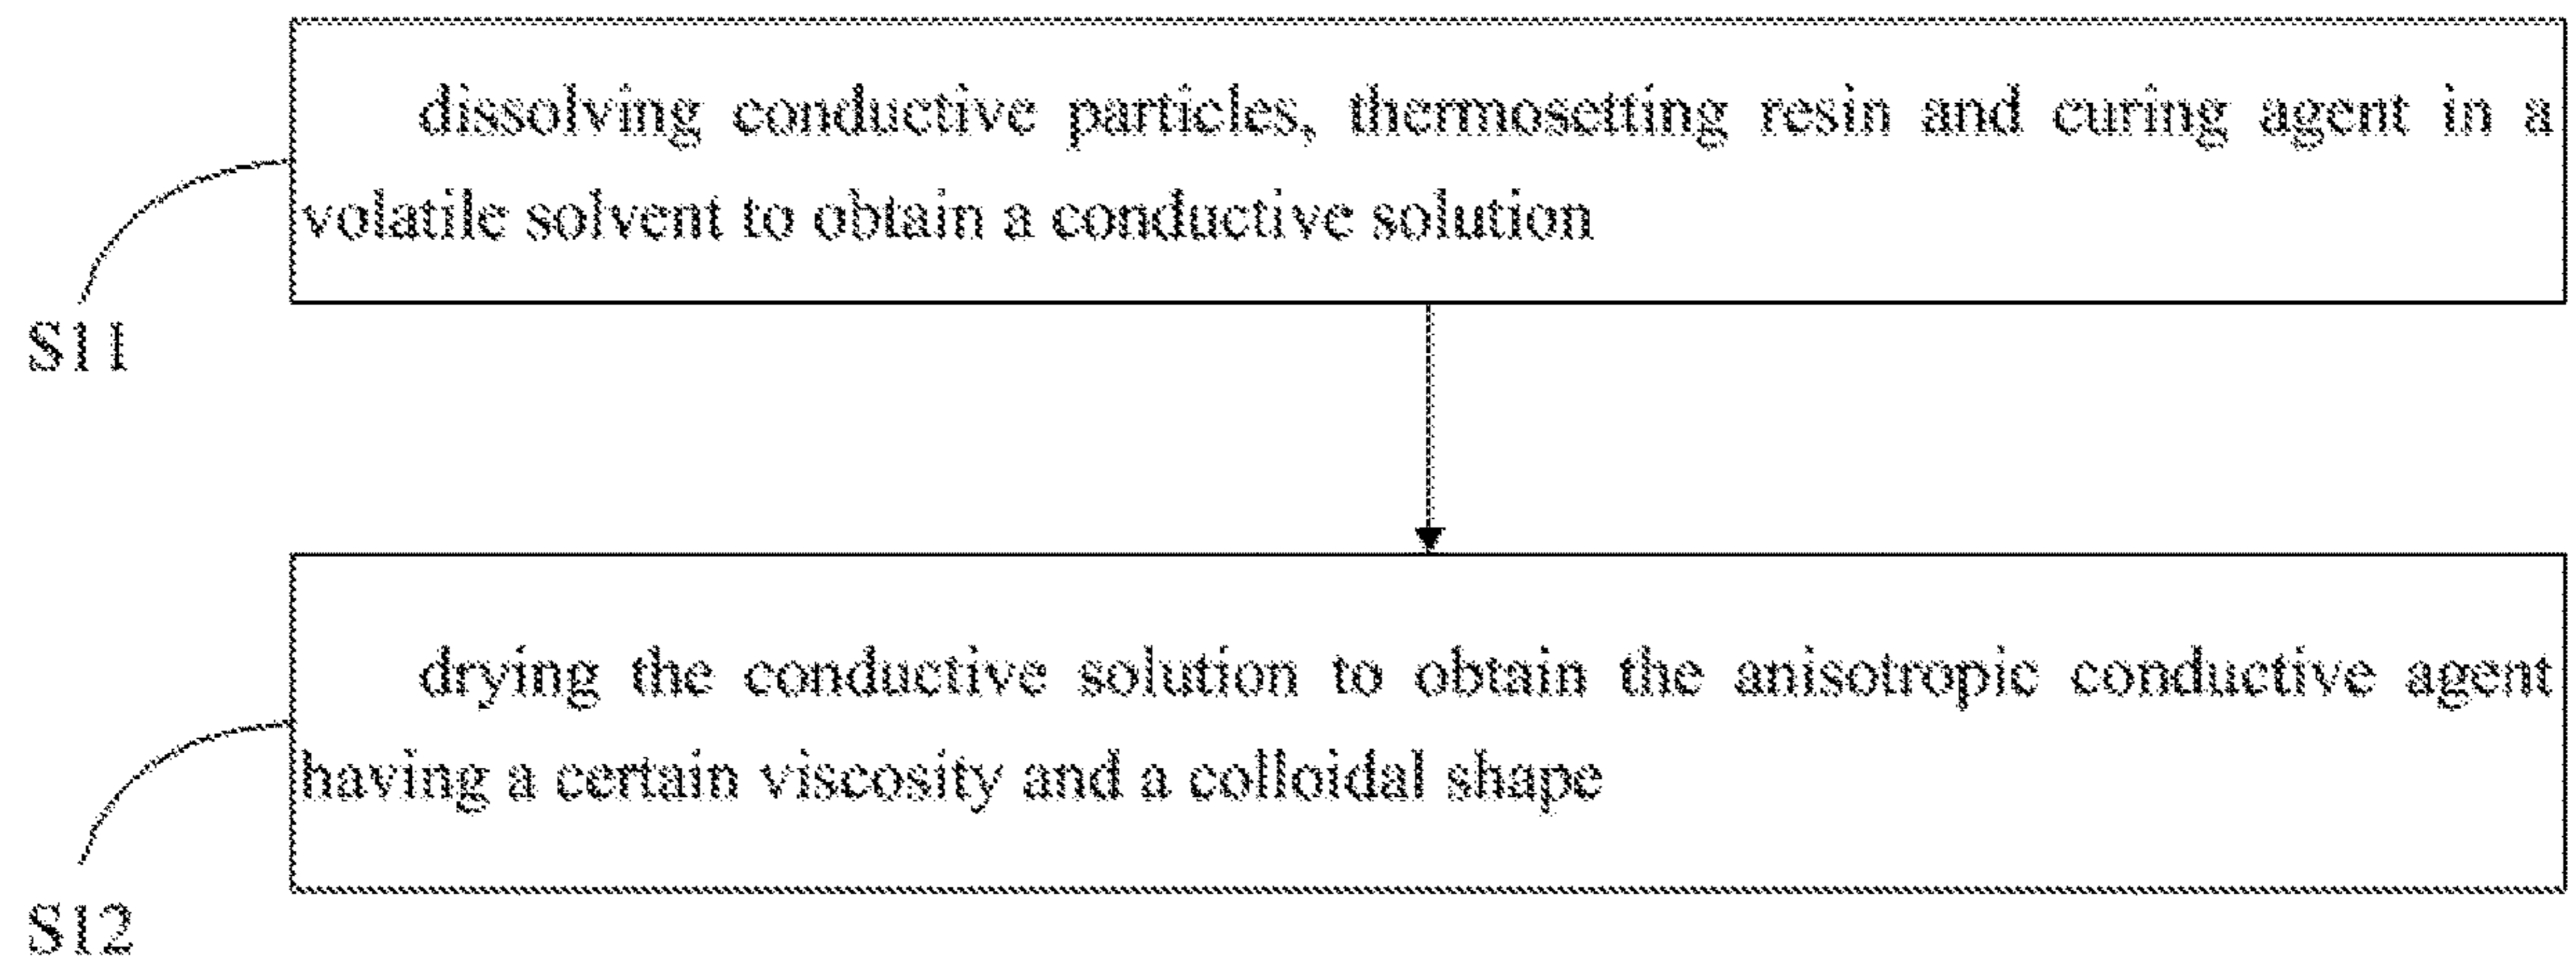 dissolving conductive particles, thermosetting resin and curing agent in a
volatile solvent to obtain a conductive solution
S11
drying the conductive solution to obtain the anisotropic conductive agent
having a certain viscosity and a colloidal shape
S12